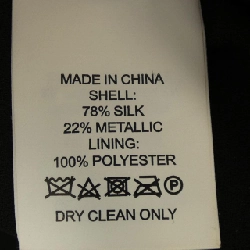 MADE IN CHINA
SHELL:
78% SILK
22% METALLIC
LINING:
100% POLYESTER
P
DRY CLEAN ONLY